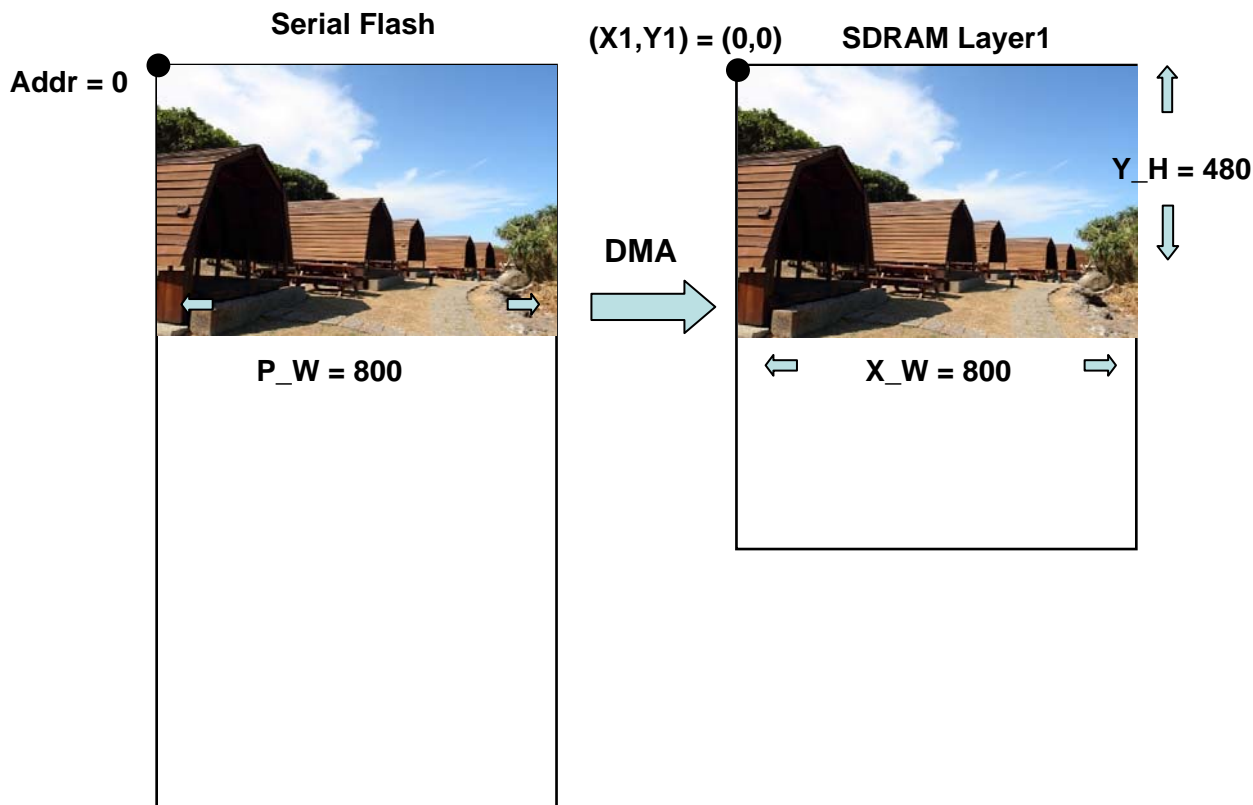 Serial Flash
(X1,Y1) = (0,0)
SDRAM Layer1
Addr = 0
Y_H = 480
DMA
P_W = 800
X_W = 800